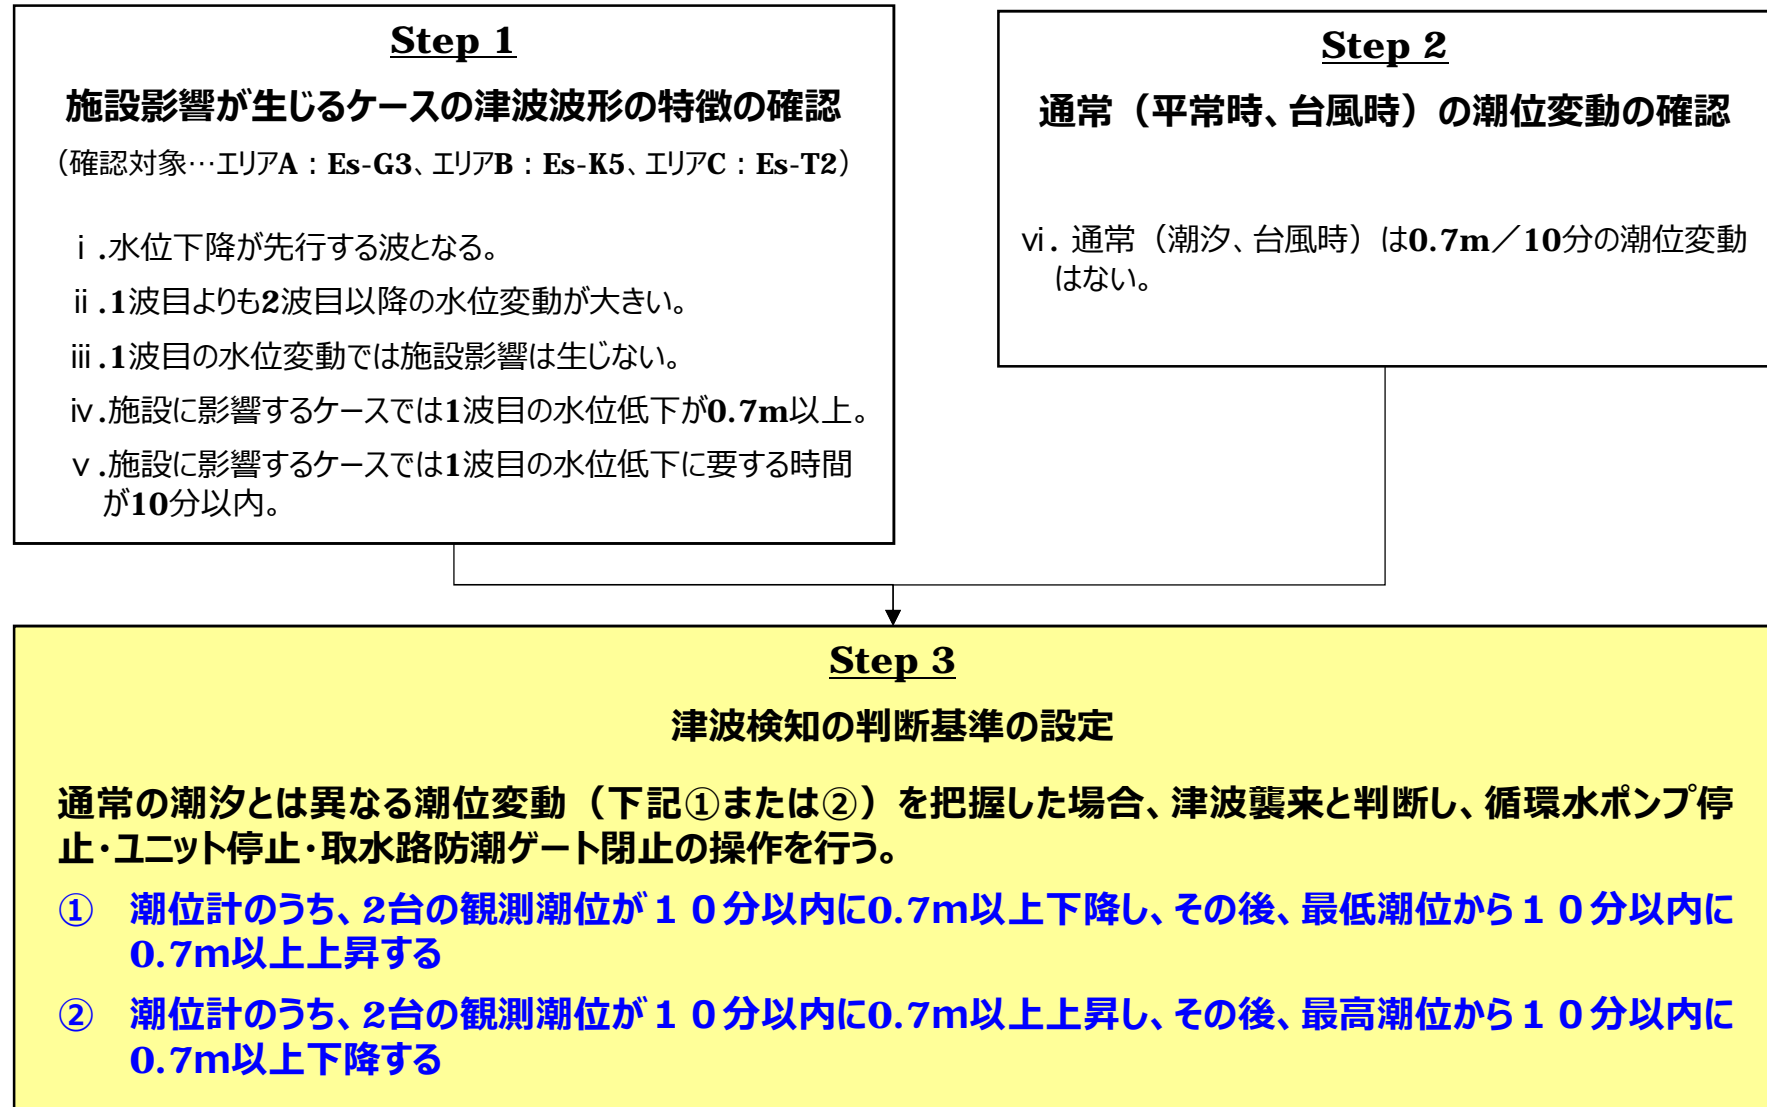 Step 1
施設影響が生じるケースの津波波形の特徴の確認
（確認対象…エリアA：Es-G3、エリアB：Es-K5、エリアC：Es-T2）
ⅰ.水位下降が先行する波となる。
ⅱ.1波目よりも2波目以降の水位変動が大きい。
ⅲ.1波目の水位変動では施設影響は生じない。
ⅳ.施設に影響するケースでは1波目の水位低下が0.7m以上。
ⅴ.施設に影響するケースでは1波目の水位低下に要する時間
が10分以内。
Step 2
通常（平常時、台風時）の潮位変動の確認
ⅵ. 通常（潮汐、台風時）は0.7m／10分の潮位変動
はない。
Step 3
津波検知の判断基準の設定
通常の潮汐とは異なる潮位変動（下記①または②）を把握した場合、津波襲来と判断し、循環水ポンプ停
止・ユニット停止・取水路防潮ゲート閉止の操作を行う。
① 潮位計のうち、2台の観測潮位が１０分以内に0.7m以上下降し、その後、最低潮位から１０分以内に
0.7m以上上昇する
② 潮位計のうち、2台の観測潮位が１０分以内に0.7m以上上昇し、その後、最高潮位から１０分以内に
0.7m以上下降する